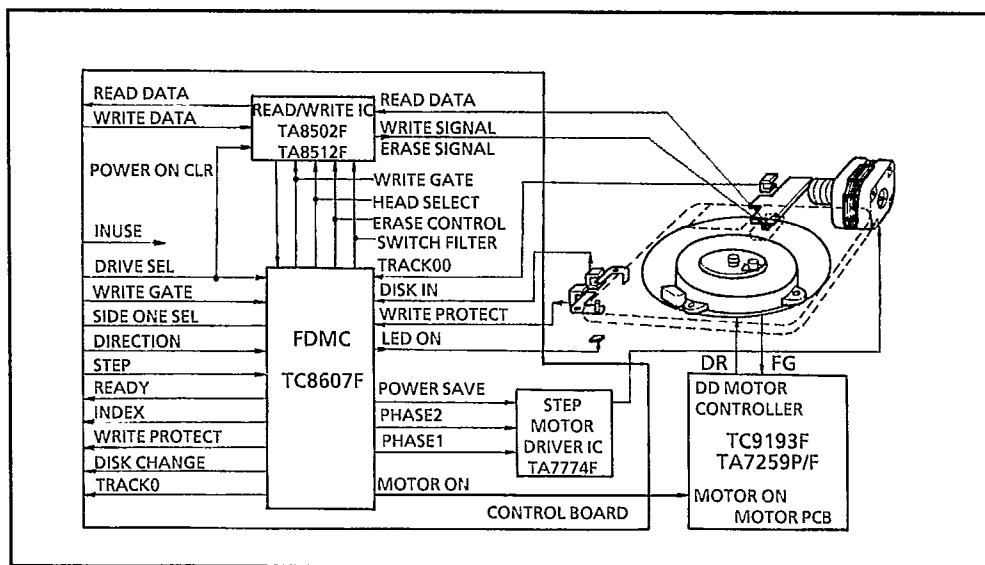 READ DATA
WRITE DATA
POWER ON CLR
INUSE
DRIVE SEL
WRITE GATE
SIDE ONE SEL
DIRECTION
STEP
READY
INDEX
WRITE PROTECT
DISK CHANGE
TRACK0
READ/WRITE IC
TA8502F
TA8512F
READ DATA
WRITE SIGNAL
ERASE SIGNAL
WRITE GATE
HEAD SELECT
ERASE CONTROL
SWITCH FILTER
TRACK00
DISK IN
WRITE PROTECT
LED ON
FDMC
TC8607F
POWER SAVE
PHASE2
PHASE1
MOTOR ON
STEP
MOTOR
DRIVER IC
TA7774F
CONTROL BOARD
DR
FG
DD MOTOR
CONTROLLER
TC9193F
TA7259P/F
MOTOR ON
MOTOR PCB